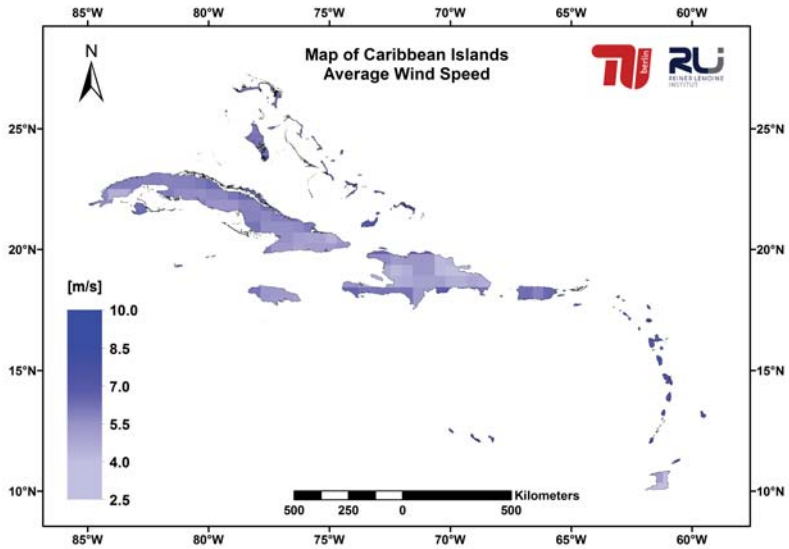 85°W 80°W 75°W 70°W 65°W 60°W
N
Map of Caribbean Islands
Average Wind Speed
berlin
RLI
REINER LEMOINE
INSTITUT
25°N 25°N
20°N 20°N
[m/s]
10.0
8.5
7.0
5.5
4.0
2.5
15°N 15°N
10°N 10°N
Kilometers
500 250 0 500
85°W 80°W 75°W 70°W 65°W 60°W